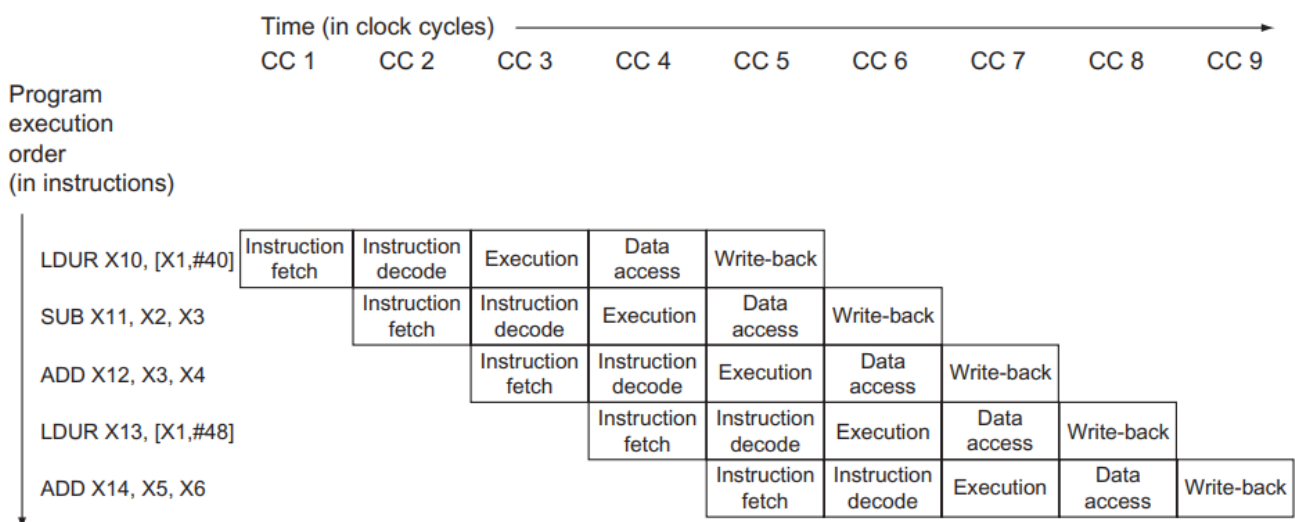 Time (in clock cycles)
CC 1 CC 2 CC 3 CC 4 CC 5 CC 6 CC 7 CC 8 CC 9
Program
execution
order
(in instructions)
LDUR X10, [X1,#40] Instruction fetch Instruction decode Execution Data access Write-back
SUB X11, X2, X3 Instruction fetch Instruction decode Execution Data access Write-back
ADD X12, X3, X4 Instruction fetch Instruction decode Execution Data access Write-back
LDUR X13, [X1,#48] Instruction fetch Instruction decode Execution Data access Write-back
ADD X14, X5, X6 Instruction fetch Instruction decode Execution Data access Write-back